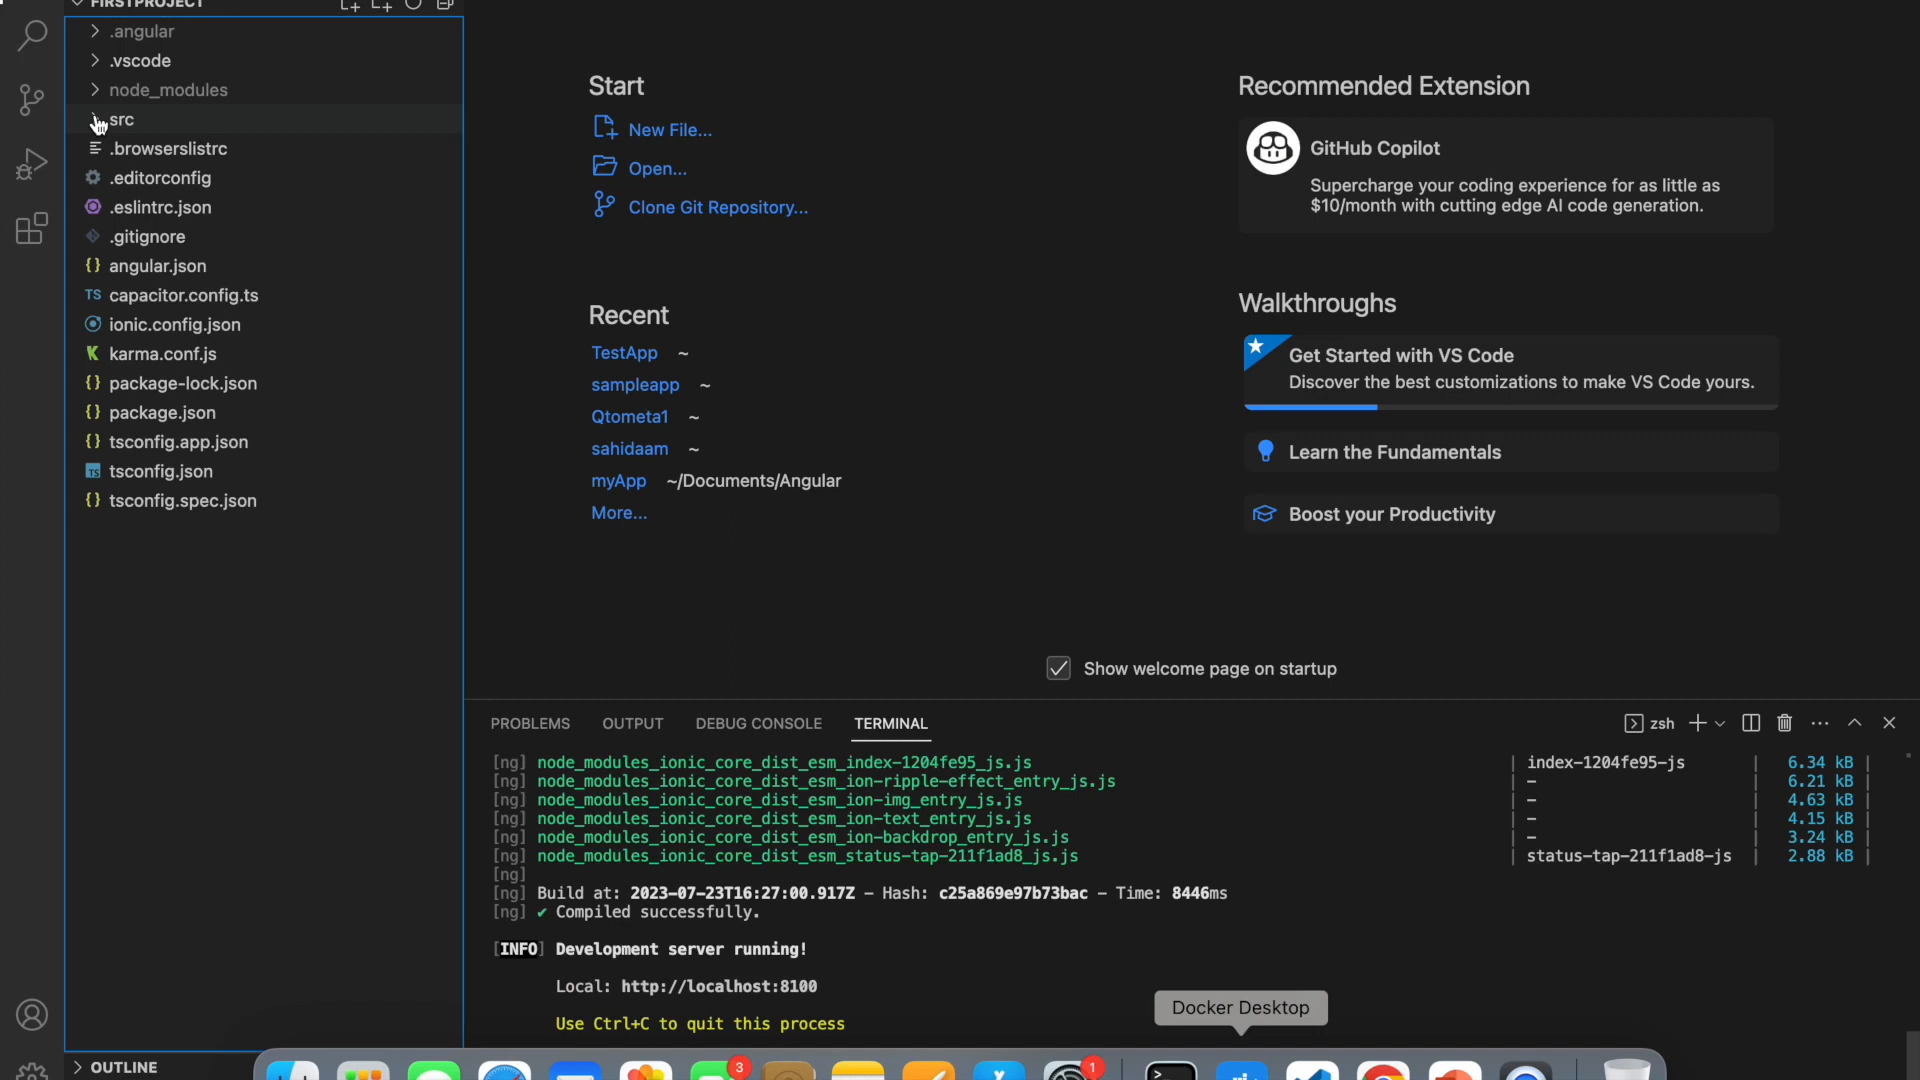 FIRSTPROJECT
.angular
.vscode
node_modules
src
.browserslistrc
.editorconfig
.eslintrc.json
.gitignore
{} angular.json
TS capacitor.config.ts
ionic.config.json
karma.conf.js
{} package-lock.json
{} package.json
{} tsconfig.app.json
TS tsconfig.json
{} tsconfig.spec.json
OUTLINE
Start
New File...
Open...
Clone Git Repository...
Recent
TestApp ~
sampleapp ~
Qtometa1 ~
sahidaam ~
myApp ~/Documents/Angular
More...
Recommended Extension
GitHub Copilot
Supercharge your coding experience for as little as
$10/month with cutting edge AI code generation.
Walkthroughs
Get Started with VS Code
Discover the best customizations to make VS Code yours.
Learn the Fundamentals
Boost your Productivity
Show welcome page on startup
PROBLEMS OUTPUT DEBUG CONSOLE TERMINAL zsh
[ng] node_modules_ionic_core_dist_esm_index-1204fe95_js.js | index-1204fe95-js | 6.34 kB |
[ng] node_modules_ionic_core_dist_esm_ion-ripple-effect_entry_js.js | - | 6.21 kB |
[ng] node_modules_ionic_core_dist_esm_ion-img_entry_js.js | - | 4.63 kB |
[ng] node_modules_ionic_core_dist_esm_ion-text_entry_js.js | - | 4.15 kB |
[ng] node_modules_ionic_core_dist_esm_ion-backdrop_entry_js.js | - | 3.24 kB |
[ng] node_modules_ionic_core_dist_esm_status-tap-211f1ad8_js.js | status-tap-211f1ad8-js | 2.88 kB |
[ng]
[ng] Build at: 2023-07-23T16:27:00.917Z - Hash: c25a869e97b73bac - Time: 8446ms
[ng] ✔ Compiled successfully.
[INFO] Development server running!
Local: http://localhost:8100
Use Ctrl+C to quit this process
Docker Desktop
3
1